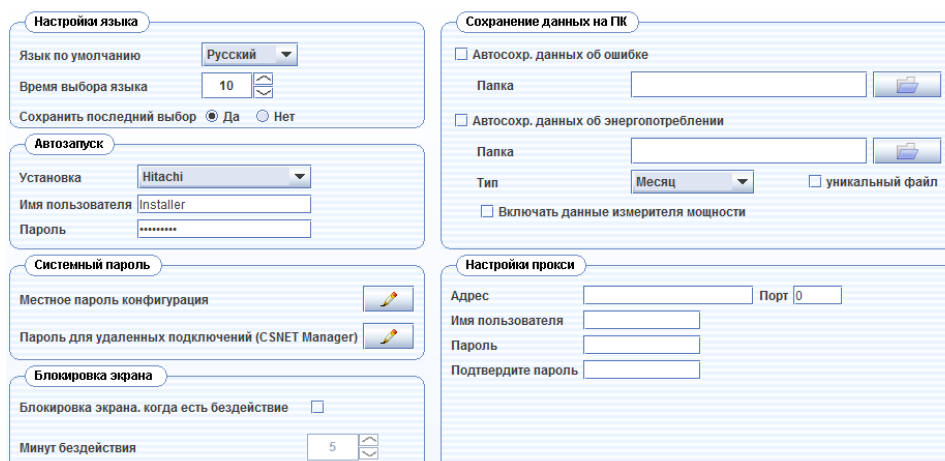 Настройки языка
Язык по умолчанию Русский
Время выбора языка 10
Сохранить последний выбор Да Нет
Автозапуск
Установка Hitachi
Имя пользователя Installer
Пароль •••••••••
Системный пароль
Местное пароль конфигурация
Пароль для удаленных подключений (CSNET Manager)
Блокировка экрана
Блокировка экрана. когда есть бездействие
Минут бездействия 5
Сохранение данных на ПК
Автосохр. данных об ошибке
Папка
Автосохр. данных об энергопотреблении
Папка
Тип Месяц уникальный файл
Включать данные измерителя мощности
Настройки прокси
Адрес Порт 0
Имя пользователя
Пароль
Подтвердите пароль